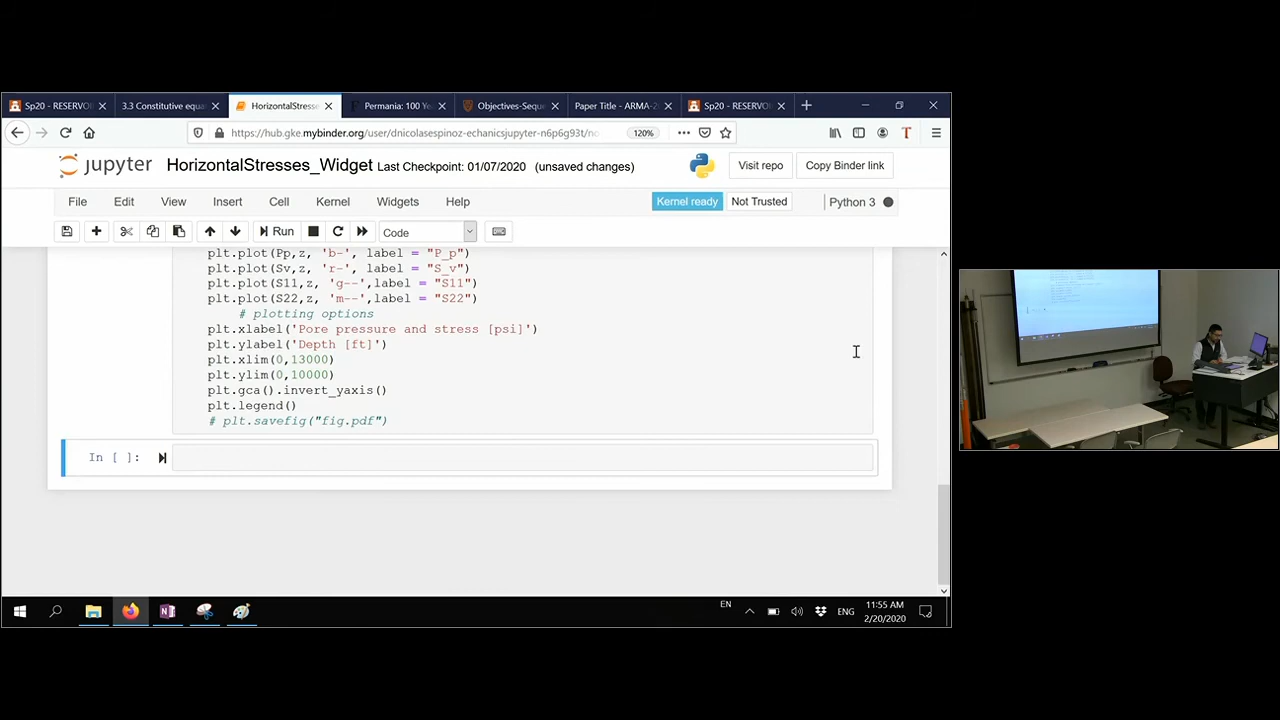 Sp20 - RESERVOI
3.3 Constitutive equa
HorizontalStresse
Permania: 100 Ye
Objectives-Seque
Paper Title - ARMA-2
Sp20 - RESERVOI
https://hub.gke.mybinder.org/user/dnicolasespinoz-echanicsjupyter-n6p6g93t/no
120%
jupyter HorizontalStresses_Widget Last Checkpoint: 01/07/2020 (unsaved changes)
Visit repo
Copy Binder link
File Edit View Insert Cell Kernel Widgets Help
Kernel ready
Not Trusted
Python 3
Run
Code
plt.plot(Pp,z, 'b-', label = "P_p")
plt.plot(Sv,z, 'r-', label = "S_v")
plt.plot(S11,z, 'g--',label = "S11")
plt.plot(S22,z, 'm--',label = "S22")
# plotting options
plt.xlabel('Pore pressure and stress [psi]')
plt.ylabel('Depth [ft]')
plt.xlim(0,13000)
plt.ylim(0,10000)
plt.gca().invert_yaxis()
plt.legend()
# plt.savefig("fig.pdf")
In [ ]:
EN
ENG
11:55 AM
2/20/2020